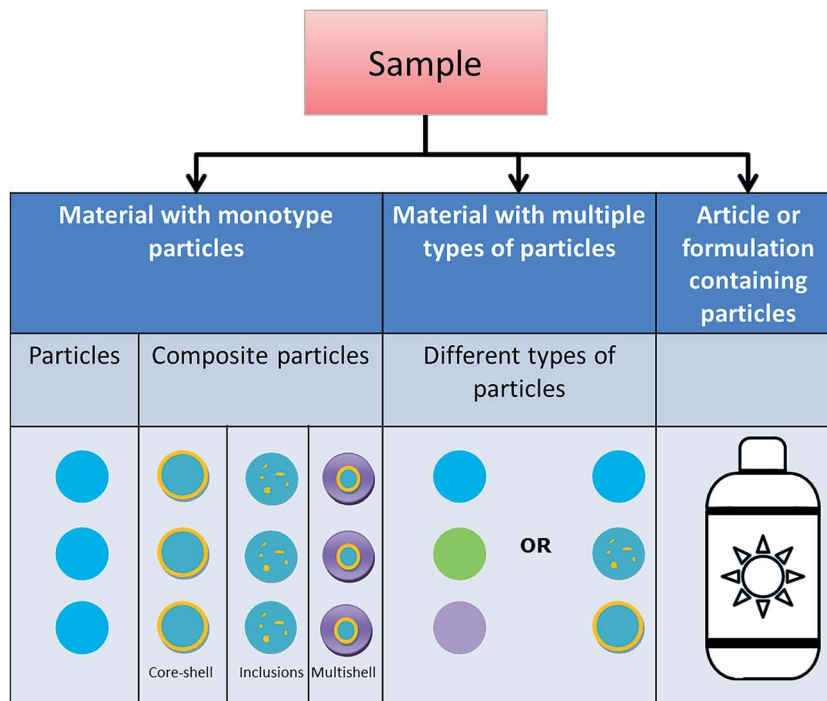 Sample
Material with monotype
particles
Material with multiple
types of particles
Article or
formulation
containing
particles
Particles
Composite particles
Different types of
particles
OR
Core-shell
Inclusions
Multishell